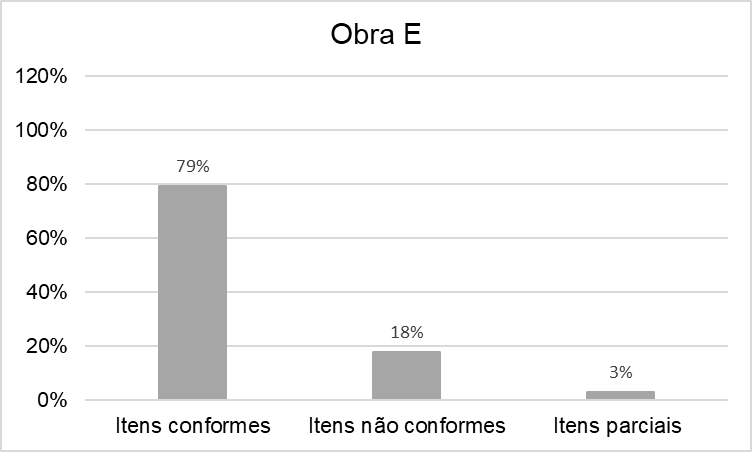 Obra E
120%
100%
80%
60%
40%
20%
0%
79%
18%
3%
Itens conformes
Itens não conformes
Itens parciais